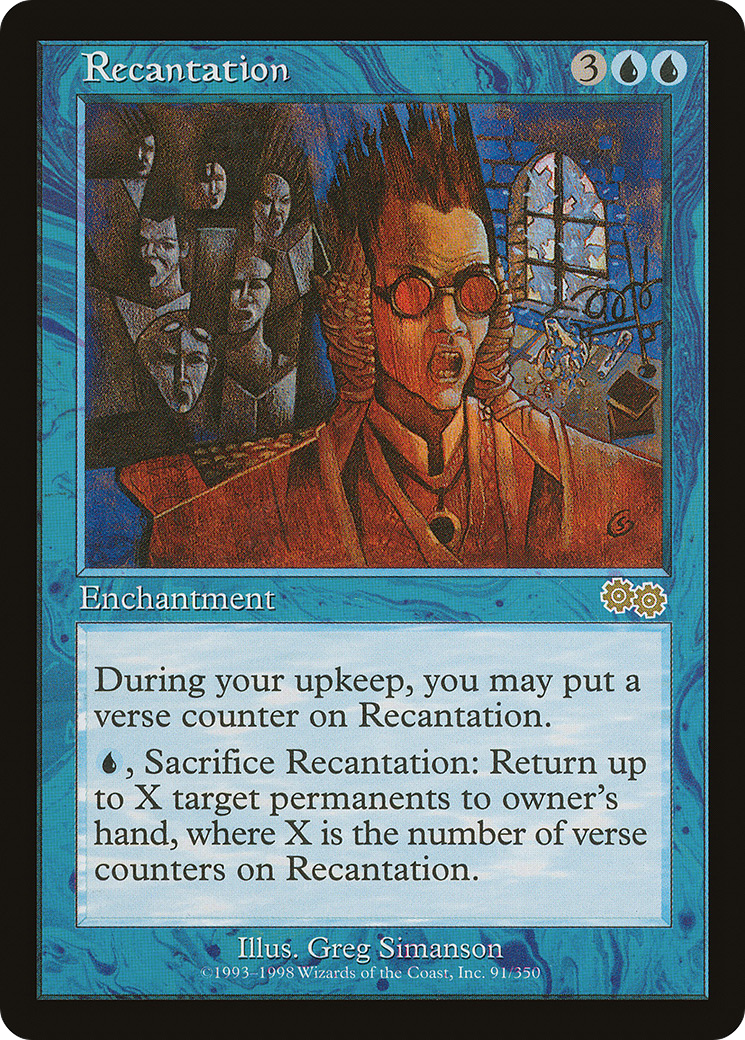 Recantation 3
Enchantment
During your upkeep, you may put a
verse counter on Recantation.
, Sacrifice Recantation: Return up
to X target permanents to owner's
hand, where X is the number of verse
counters on Recantation.
Illus. Greg Simanson
©1993–1998 Wizards of the Coast, Inc. 91/350